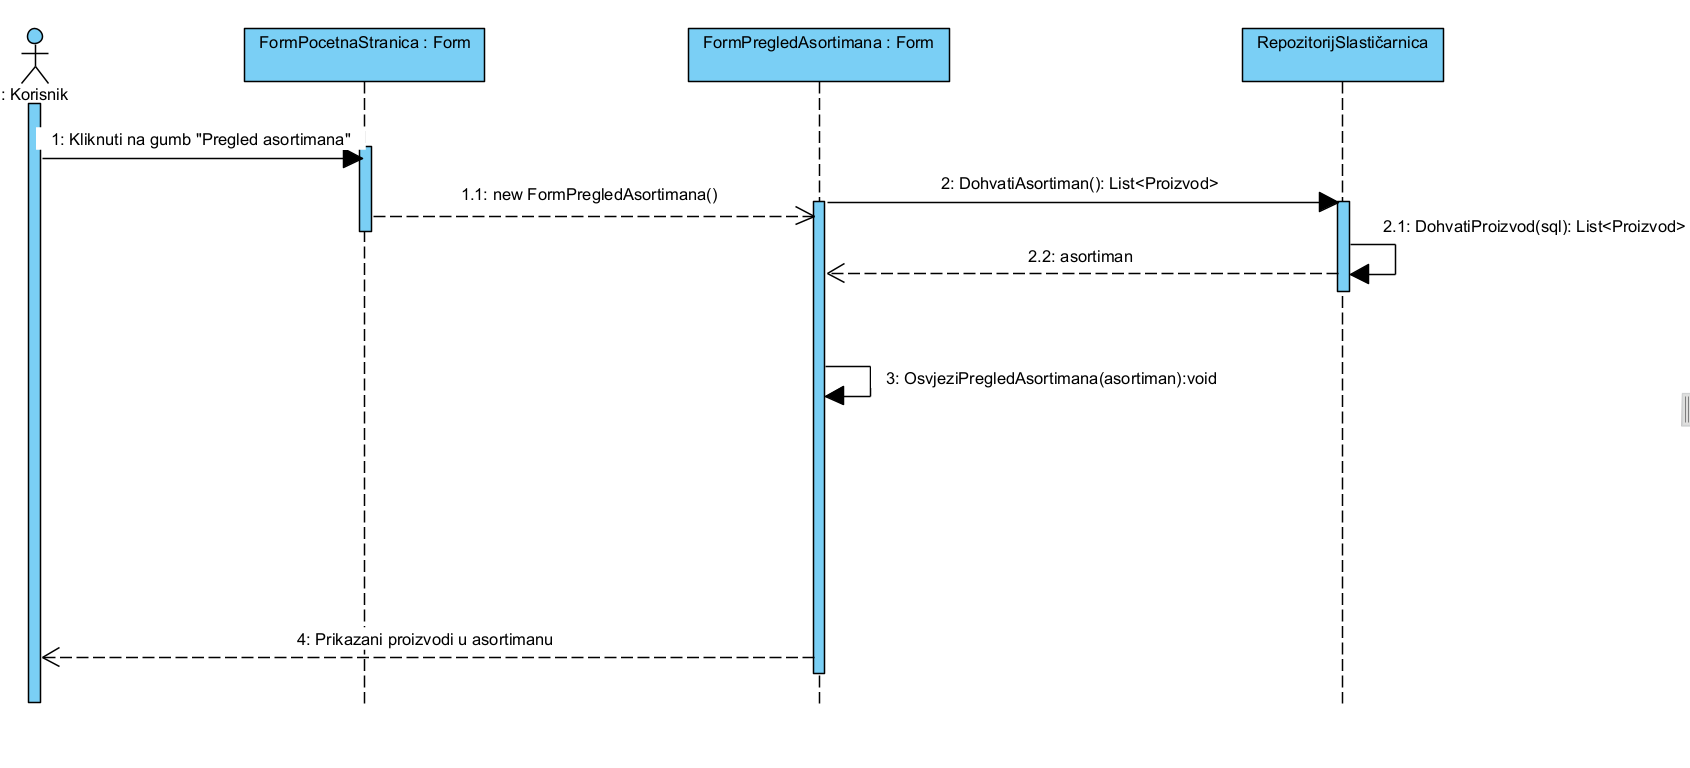 FormPocetnaStranica : Form
FormPregledAsortimana : Form
RepozitorijSlastičarnica
: Korisnik
1: Kliknuti na gumb "Pregled asortimana"
1.1: new FormPregledAsortimana()
2: DohvatiAsortiman(): List<Proizvod>
2.1: DohvatiProizvod(sql): List<Proizvod>
2.2: asortiman
3: OsvjeziPregledAsortimana(asortiman):void
4: Prikazani proizvodi u asortimanu